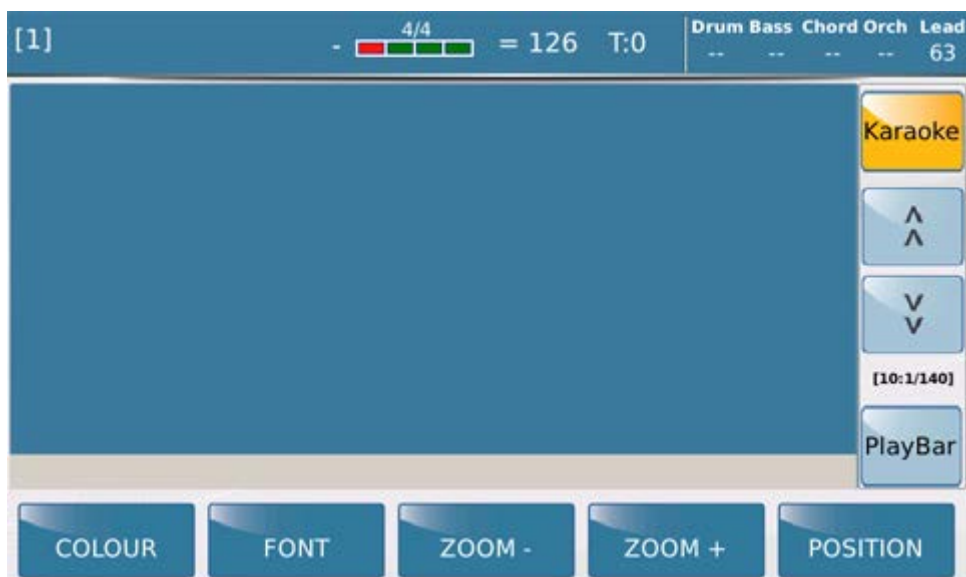 [1]
- 4/4 = 126 T:0
Drum Bass Chord Orch Lead
-- -- -- -- 63
Karaoke
[10:1/140]
PlayBar
COLOUR FONT ZOOM - ZOOM + POSITION